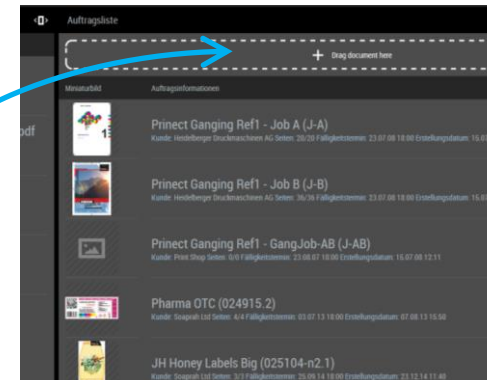 Auftragsliste
Drag document here
Miniaturbild Auftragsinformationen
odf
Prinect Ganging Ref1 - Job A (J-A)
Kunde: Heidelberger Druckmaschinen AG Seiten: 20/20 Fälligkeitstermin: 23.07.08 18:00 Erstellungsdatum: 15.07
Prinect Ganging Ref1 - Job B (J-B)
Kunde: Heidelberger Druckmaschinen AG Seiten: 36/36 Fälligkeitstermin: 23.07.08 18:00 Erstellungsdatum: 15.07
Prinect Ganging Ref1 - GangJob-AB (J-AB)
Kunde: Print Shop Seiten: 0/0 Fälligkeitstermin: 23.08.07 18:00 Erstellungsdatum: 15.07.08 12:11
Pharma OTC (024915.2)
Kunde: Soaprah Ltd Seiten: 4/4 Fälligkeitstermin: 03.07.13 18:00 Erstellungsdatum: 07.08.13 15:50
JH Honey Labels Big (025104-n2.1)
Kunde: Soaprah Ltd Seiten: 3/3 Fälligkeitstermin: 25.09.14 18:00 Erstellungsdatum: 23.12.14 11:40